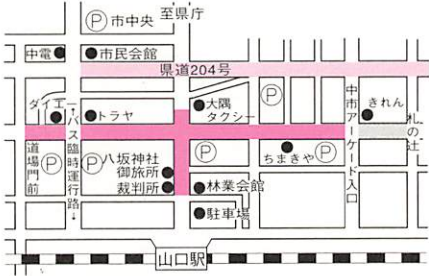 至県庁
Ⓟ市中央
中電
市民会館
県道204号
ダイエー
トラヤ
大隅
タクシー
Ⓟ
中市アーケード入口
きれん
札の辻
道場門前
Ⓟ
←バス臨時運行路→
Ⓟ
八坂神社
御旅所
裁判所
Ⓟ
ちまきや
Ⓟ
林業会館
駐車場
山口駅